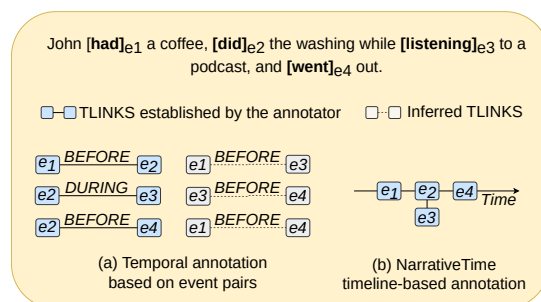 John [had]e1 a coffee, [did]e2 the washing while [listening]e3 to a
podcast, and [went]e4 out.
TLINKS established by the annotator Inferred TLINKS
e1 BEFORE e2 e1 BEFORE e3
e2 DURING e3 e3 BEFORE e4
e2 BEFORE e4 e1 BEFORE e4
e1 e2 e4 Time
e3
(a) Temporal annotation
based on event pairs
(b) NarrativeTime
timeline-based annotation